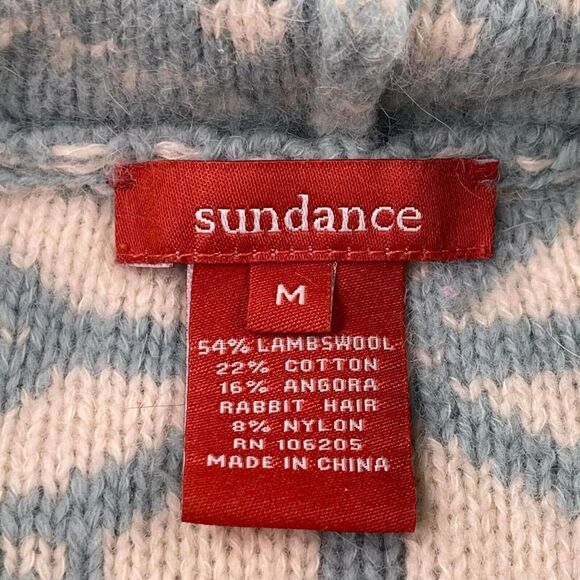 sundance
M
54% LAMBSWOOL
22% COTTON
16% ANGORA
RABBIT HAIR
8% NYLON
RN 106205
MADE IN CHINA